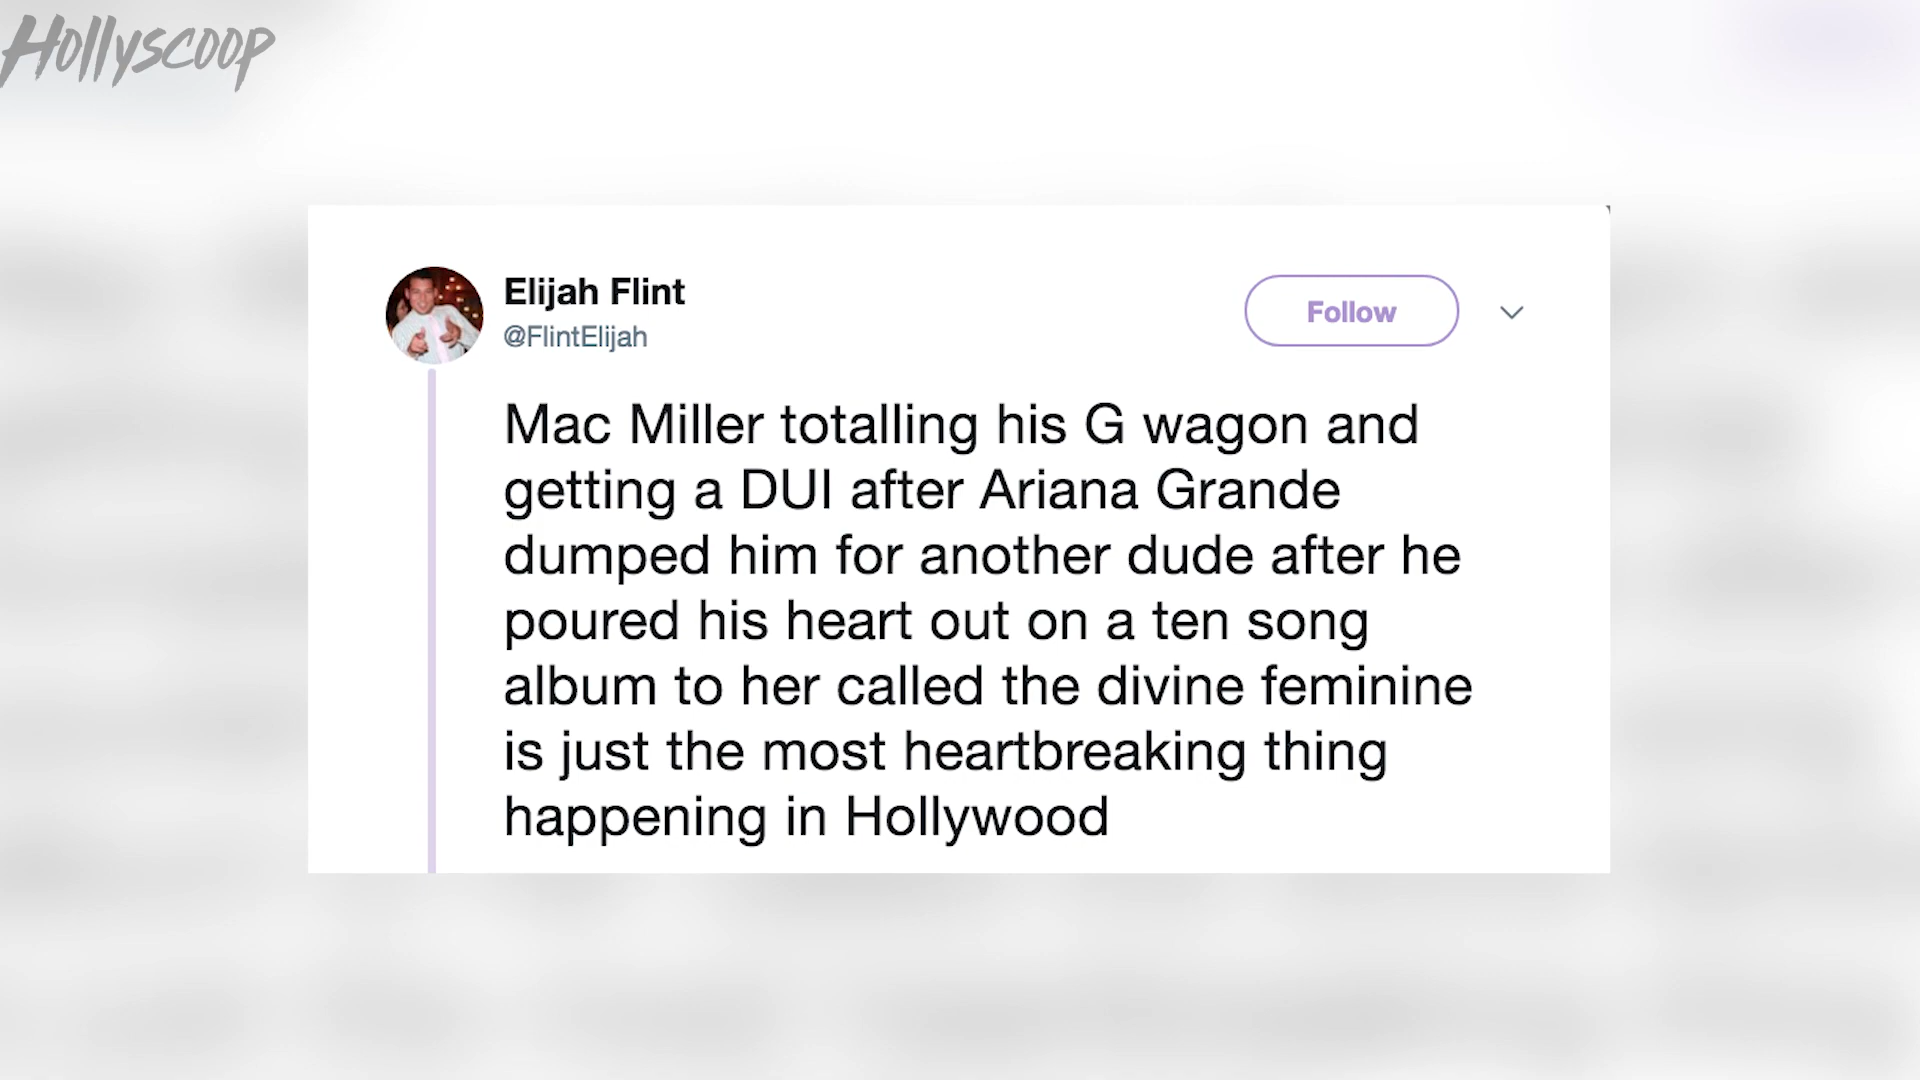 Hollyscoop
Elijah Flint
@FlintElijah
Follow
Mac Miller totalling his G wagon and
getting a DUI after Ariana Grande
dumped him for another dude after he
poured his heart out on a ten song
album to her called the divine feminine
is just the most heartbreaking thing
happening in Hollywood